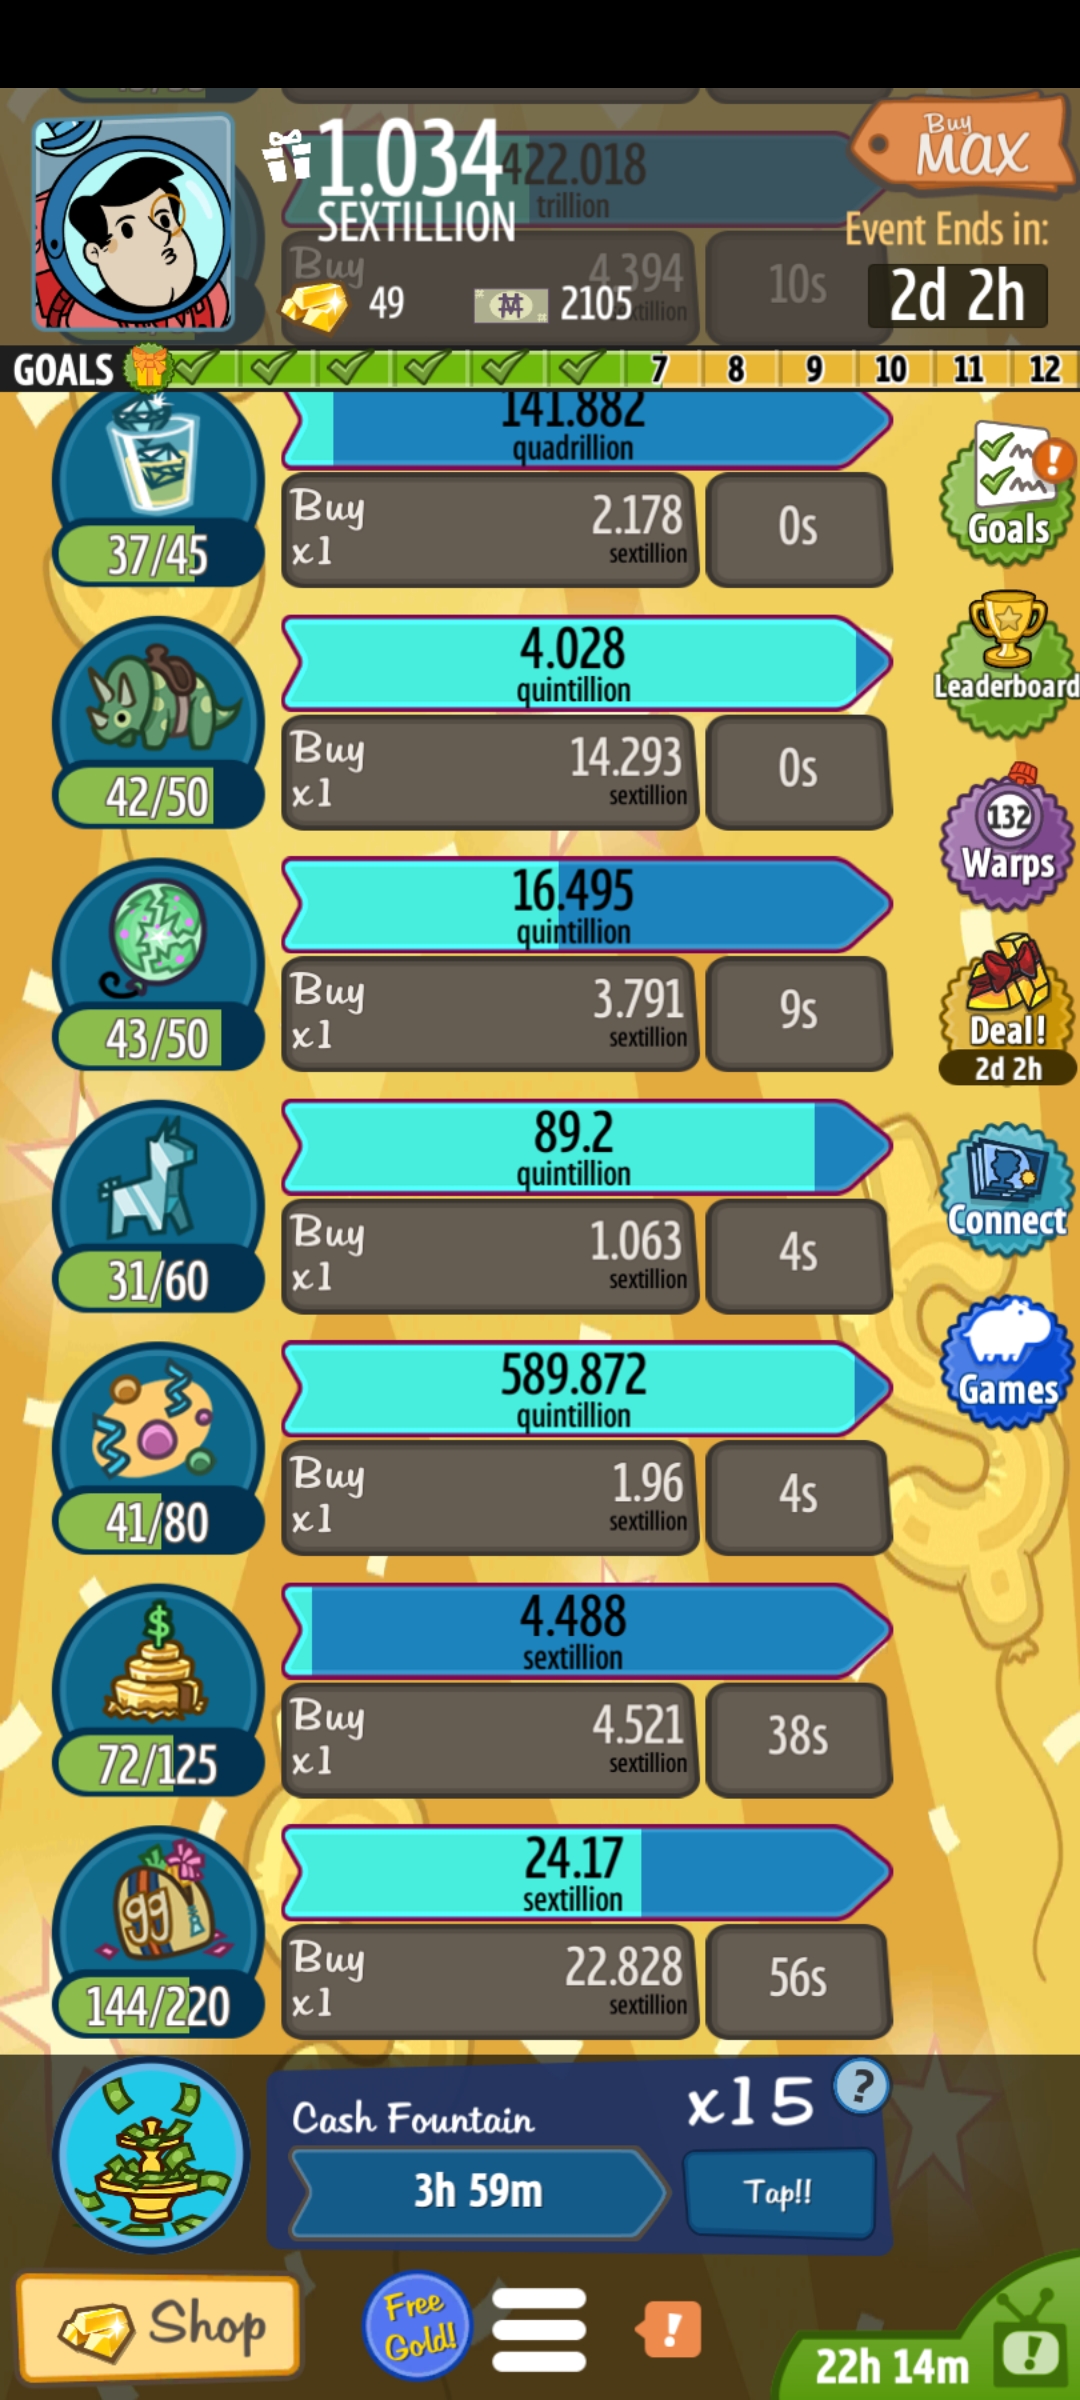 1.034
SEXTILLION
422.018
trillion
Buy
MAX
Event Ends in:
2d 2h
Buy
4.394
10s
49
2105
GOALS
7
8
9
10
11
12
141.882
quadrillion
Buy
x1
2.178
sextillion
0s
37/45
Goals
4.028
quintillion
Buy
x1
14.293
sextillion
0s
42/50
Leaderboard
16.495
quintillion
Buy
x1
3.791
sextillion
9s
43/50
132
Warps
Deal!
2d 2h
89.2
quintillion
Buy
x1
1.063
sextillion
4s
31/60
Connect
589.872
quintillion
Buy
x1
1.96
sextillion
4s
41/80
Games
4.488
sextillion
Buy
x1
4.521
sextillion
38s
$
72/125
24.17
sextillion
Buy
x1
22.828
sextillion
56s
gg
144/220
Cash Fountain
x15
?
3h 59m
Tap!!
Shop
Free
Gold!
!
22h 14m
!